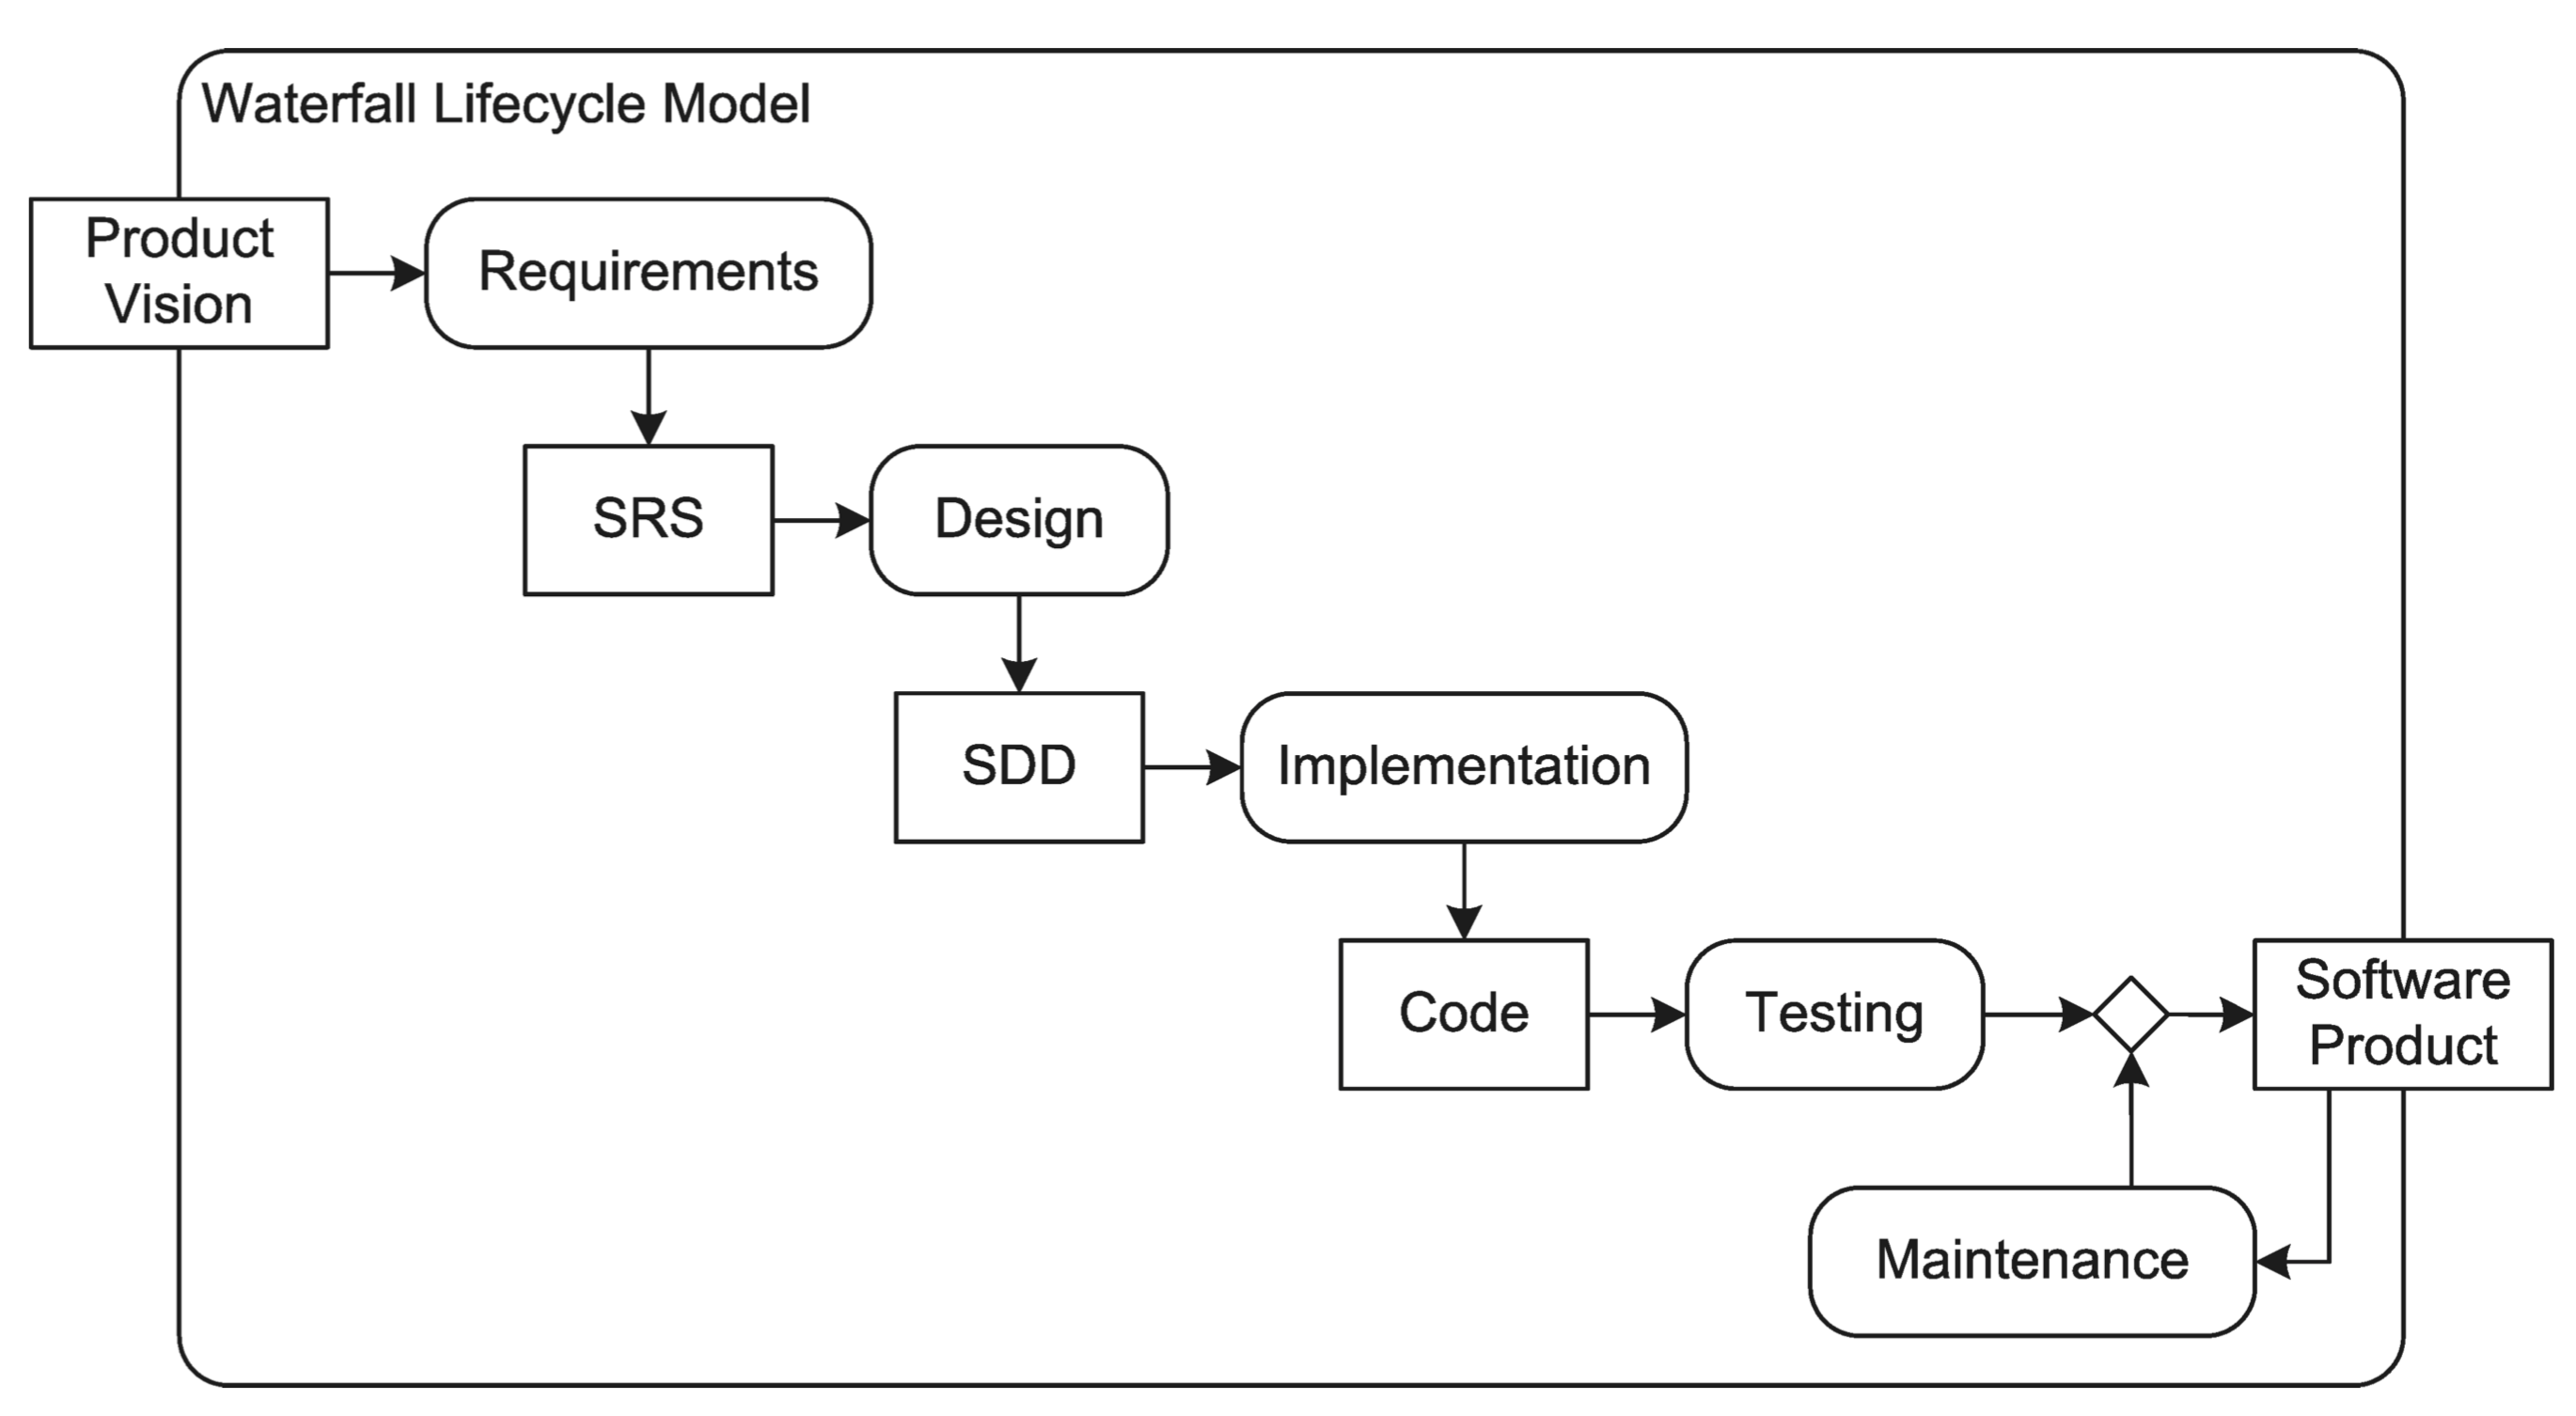 Waterfall Lifecycle Model
Product
Vision
Requirements
SRS
Design
SDD
Implementation
Code
Testing
Software
Product
Maintenance